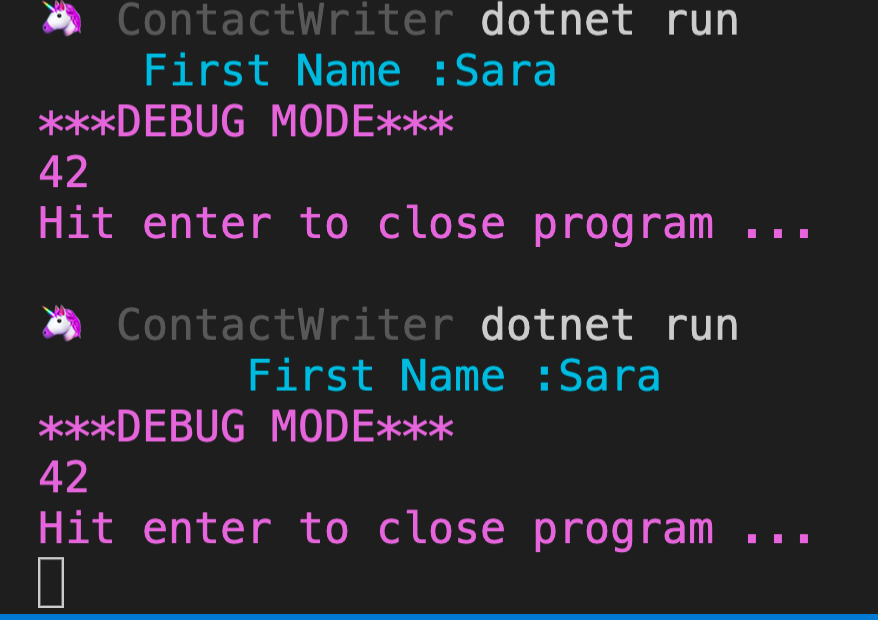 🦄 ContactWriter dotnet run
    First Name :Sara
***DEBUG MODE***
42
Hit enter to close program ...

🦄 ContactWriter dotnet run
        First Name :Sara
***DEBUG MODE***
42
Hit enter to close program ...